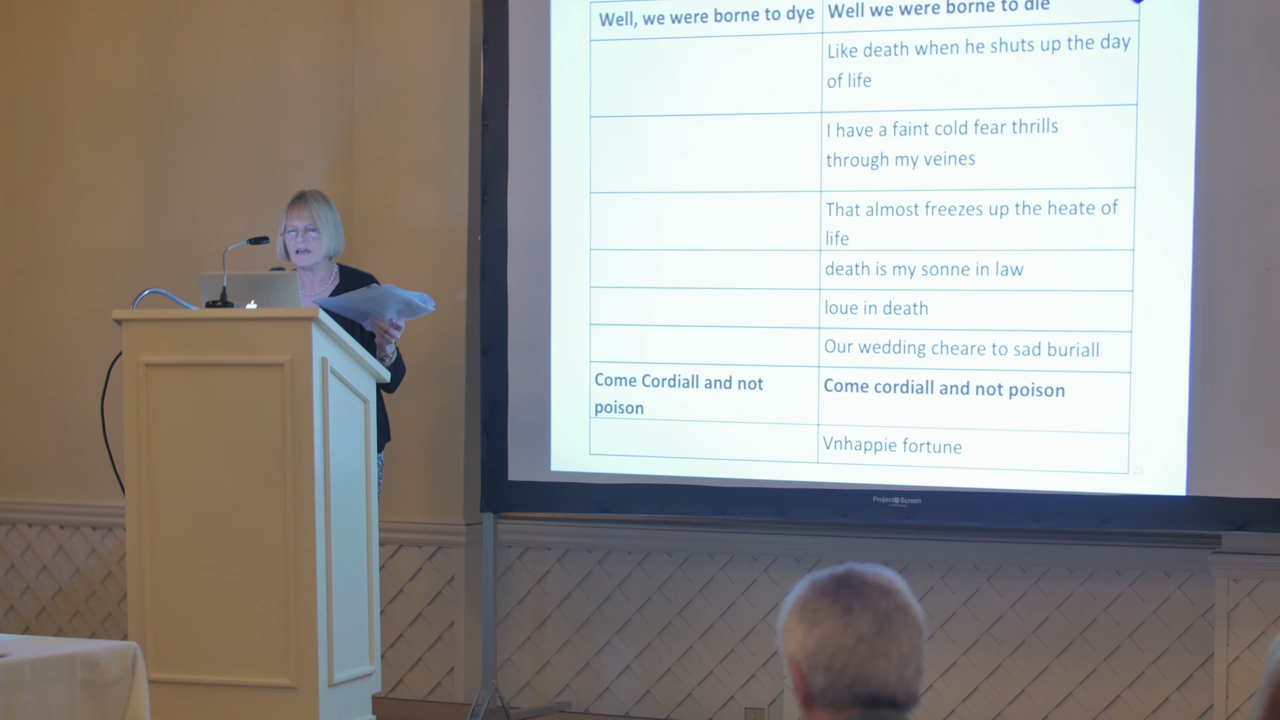 Well, we were borne to dye
Well we were borne to die
Like death when he shuts up the day
of life
I have a faint cold fear thrills
through my veines
That almost freezes up the heate of
life
death is my sonne in law
loue in death
Our wedding cheare to sad buriall
Come Cordiall and not
poison
Come cordiall and not poison
Vnhappie fortune
Project Screen